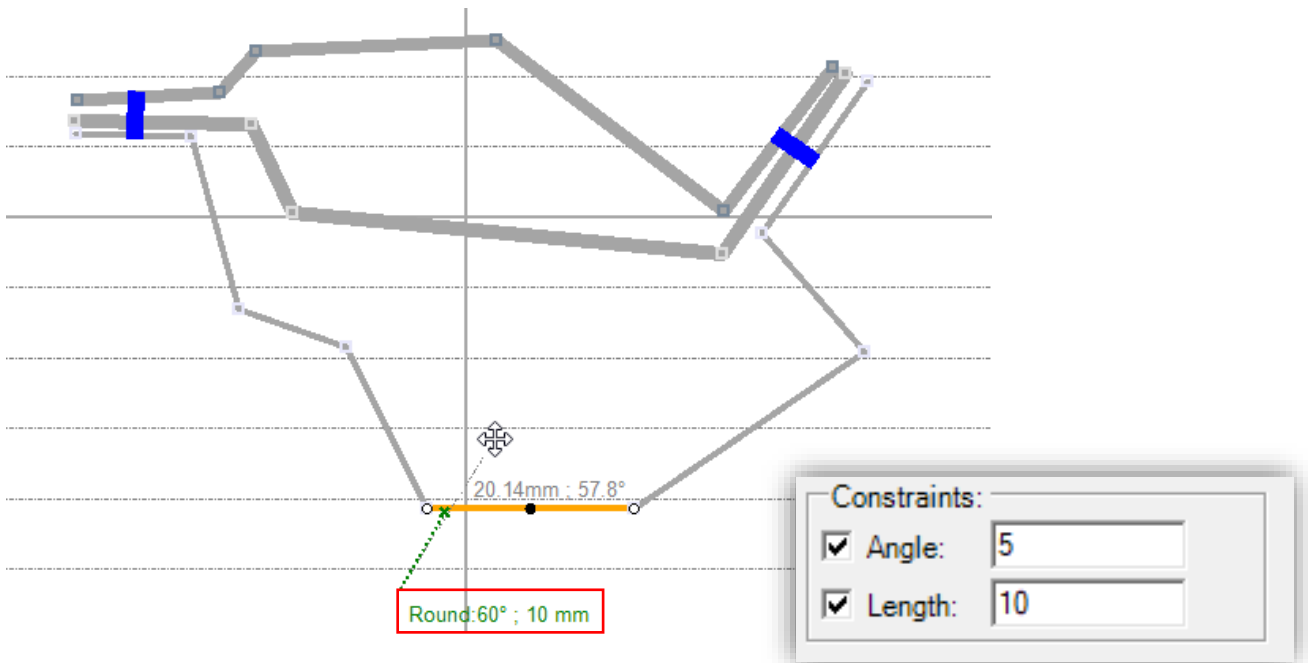 20.14mm ; 57.8°
Round:60° ; 10 mm
Constraints:
Angle: 5
Length: 10